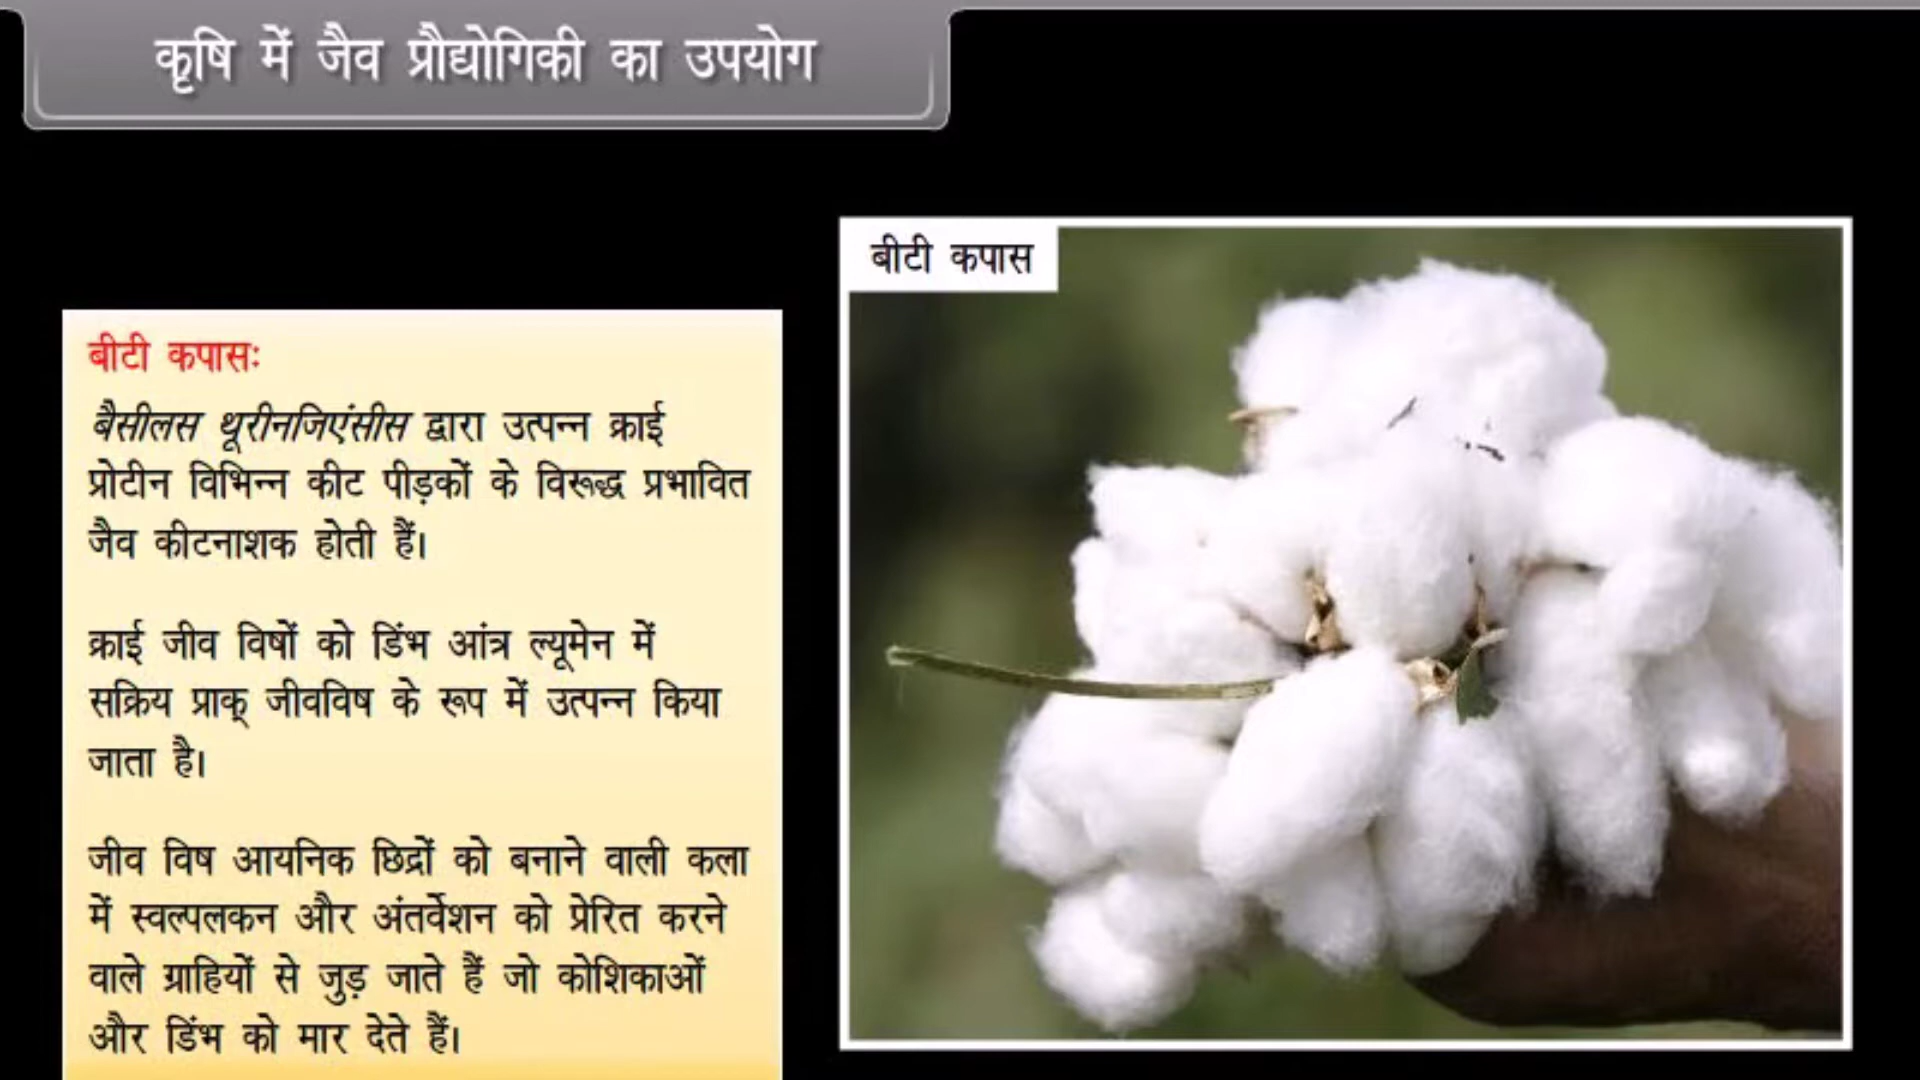 कृषि में जैव प्रौद्योगिकी का उपयोग
बीटी कपास
बीटी कपासः
बैसीलस थूरीनजिएंसीस द्वारा उत्पन्न क्राई
प्रोटीन विभिन्न कीट पीड़कों के विरूद्ध प्रभावित
जैव कीटनाशक होती हैं।
क्राई जीव विषों को डिंभ आंत्र ल्यूमेन में
सक्रिय प्राक् जीवविष के रूप में उत्पन्न किया
जाता है।
जीव विष आयनिक छिद्रों को बनाने वाली कला
में स्वल्पलकन और अंतर्वेशन को प्रेरित करने
वाले ग्राहियों से जुड़ जाते हैं जो कोशिकाओं
और डिंभ को मार देते हैं।